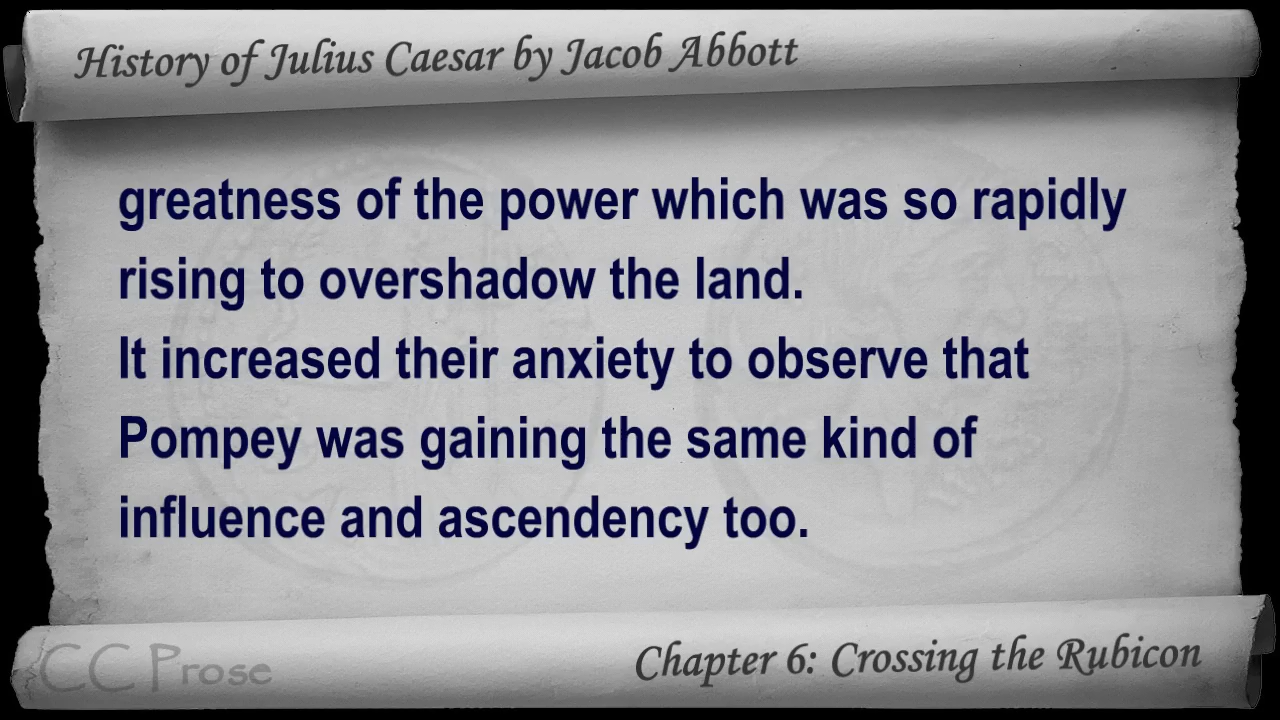 History of Julius Caesar by Jacob Abbott
greatness of the power which was so rapidly
rising to overshadow the land.
It increased their anxiety to observe that
Pompey was gaining the same kind of
influence and ascendency too.
CC Prose
Chapter 6: Crossing the Rubicon